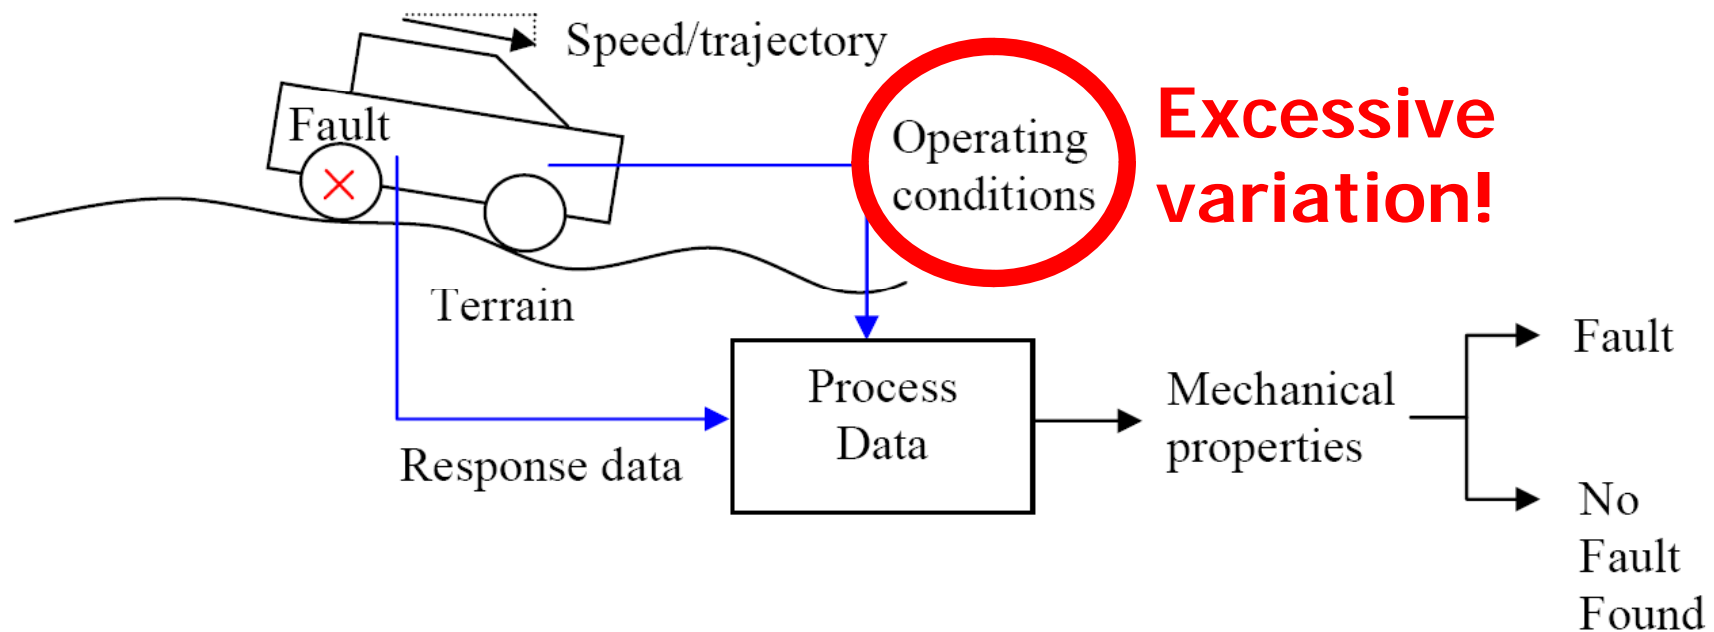 Speed/trajectory
Fault
Operating
conditions
Excessive
variation!
Terrain
Response data
Process
Data
Mechanical
properties
Fault
No
Fault
Found